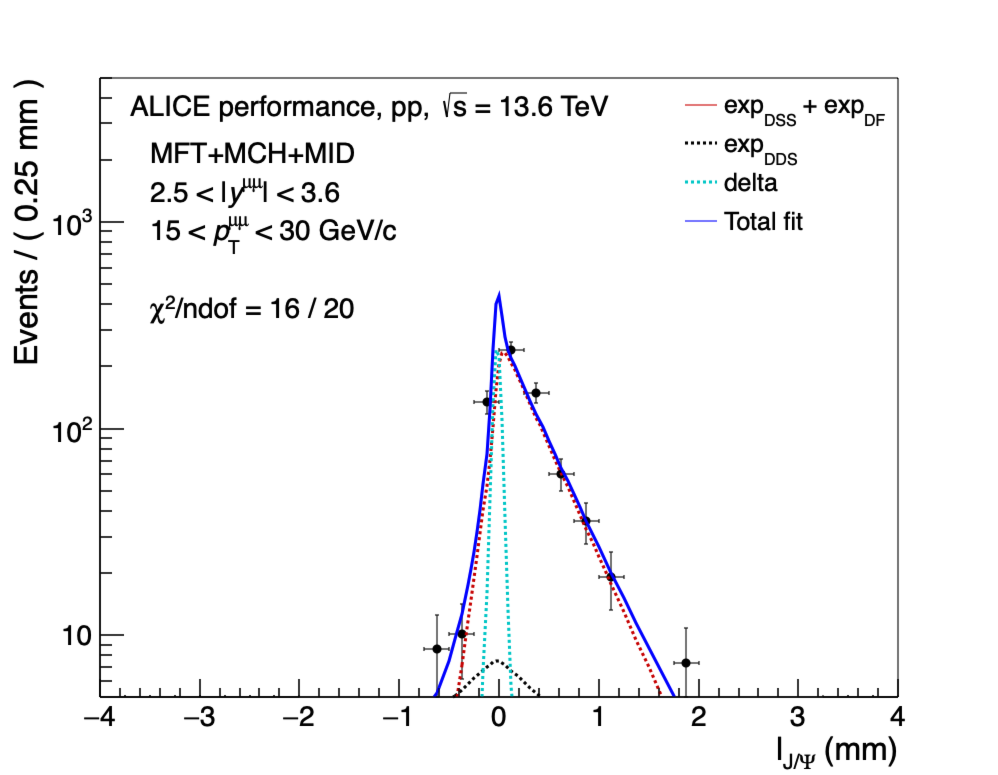 ALICE performance, pp, √s = 13.6 TeV
MFT+MCH+MID
2.5 < |y^μμ| < 3.6
15 < p_T^μμ < 30 GeV/c
χ²/ndof = 16 / 20
exp_DSS + exp_DF
exp_DDS
delta
Total fit
Events / ( 0.25 mm )
10³
10²
10
−4 −3 −2 −1 0 1 2 3 4
l_J/Ψ (mm)